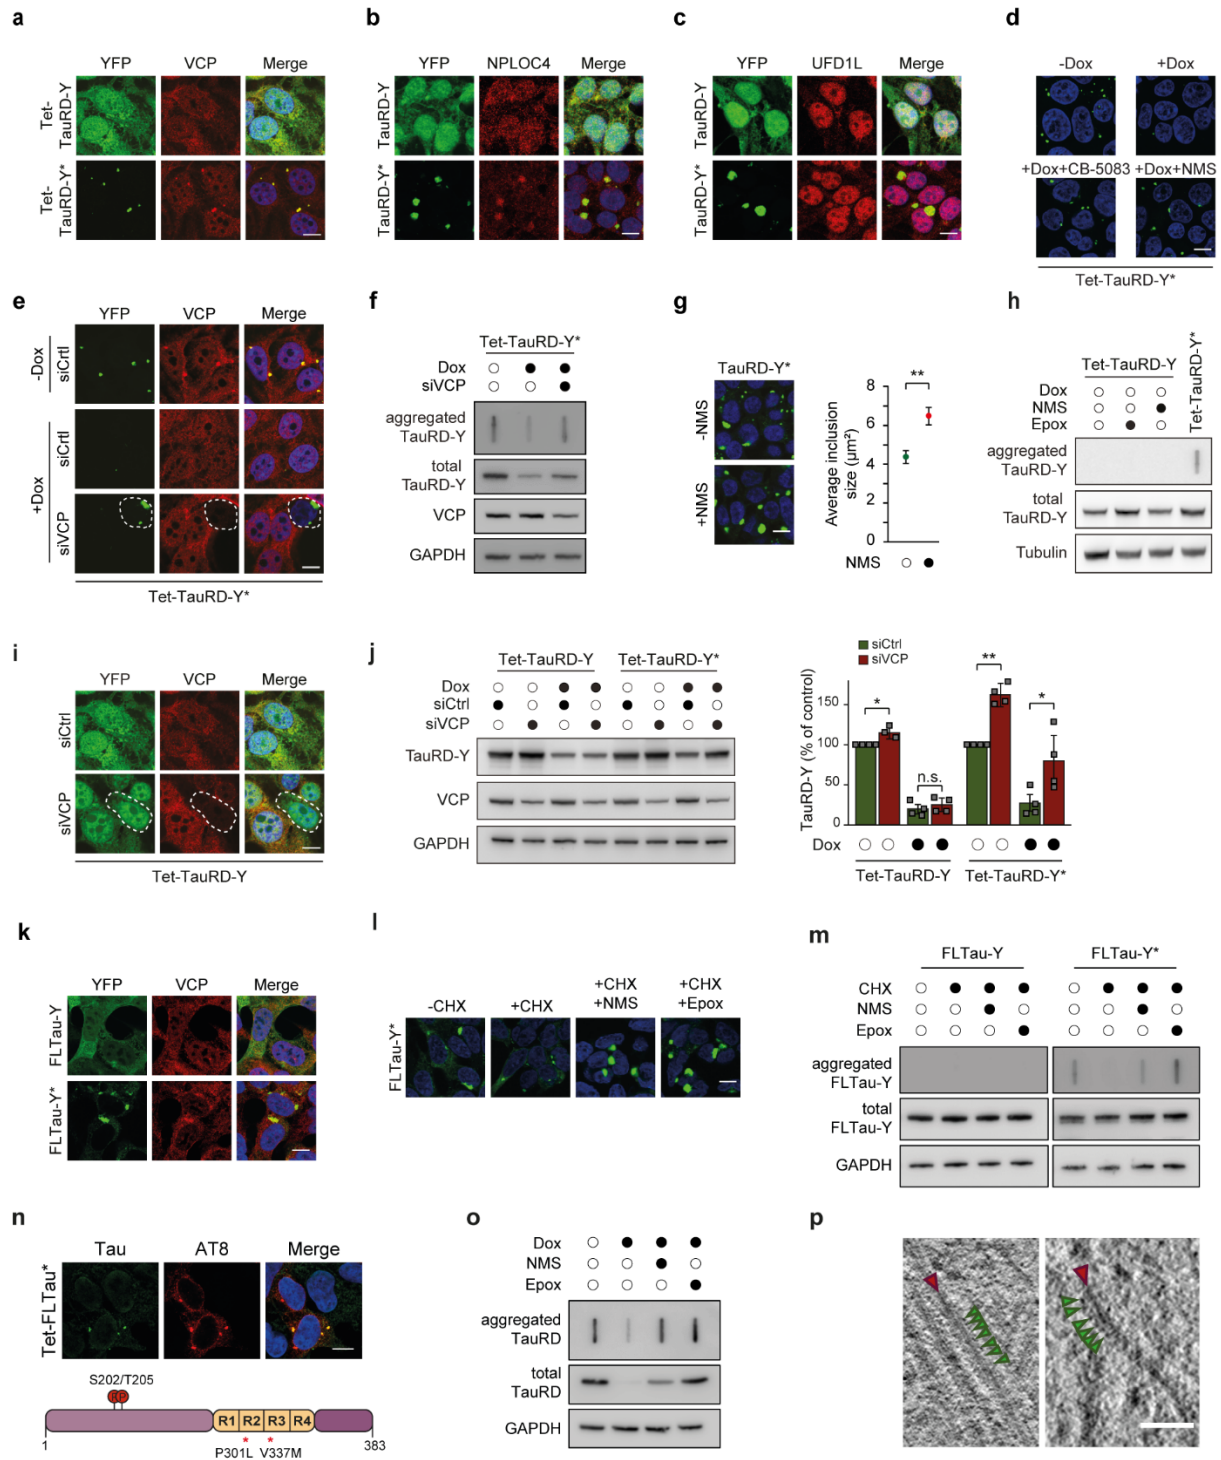 a
YFP VCP Merge
Tet-
TauRD-Y
Tet-
TauRD-Y*
b
YFP NPLOC4 Merge
TauRD-Y
TauRD-Y*
c
YFP UFD1L Merge
TauRD-Y
TauRD-Y*
d
-Dox +Dox
+Dox+CB-5083 +Dox+NMS
Tet-TauRD-Y*
e
YFP VCP Merge
-Dox
siCrtl
+Dox
siCrtl
siVCP
Tet-TauRD-Y*
f
Tet-TauRD-Y*
Dox
siVCP
aggregated
TauRD-Y
total
TauRD-Y
VCP
GAPDH
g
TauRD-Y*
-NMS
+NMS
**
Average inclusion
size (µm²)
8
6
4
2
0
NMS
h
Tet-TauRD-Y
Tet-TauRD-Y*
Dox
NMS
Epox
aggregated
TauRD-Y
total
TauRD-Y
Tubulin
i
YFP VCP Merge
siCtrl
siVCP
Tet-TauRD-Y
j
Tet-TauRD-Y Tet-TauRD-Y*
Dox
siCtrl
siVCP
TauRD-Y
VCP
GAPDH
siCtrl
siVCP
TauRD-Y (% of control)
150
100
50
0
*
n.s.
**
*
Dox
Tet-TauRD-Y Tet-TauRD-Y*
k
YFP VCP Merge
FLTau-Y
FLTau-Y*
l
-CHX +CHX
+CHX
+NMS
+CHX
+Epox
FLTau-Y*
m
FLTau-Y FLTau-Y*
CHX
NMS
Epox
aggregated
FLTau-Y
total
FLTau-Y
GAPDH
n
Tau AT8 Merge
Tet-FLTau*
S202/T205
P P
R1 R2 R3 R4
* *
1 P301L V337M 383
o
Dox
NMS
Epox
aggregated
TauRD
total
TauRD
GAPDH
p